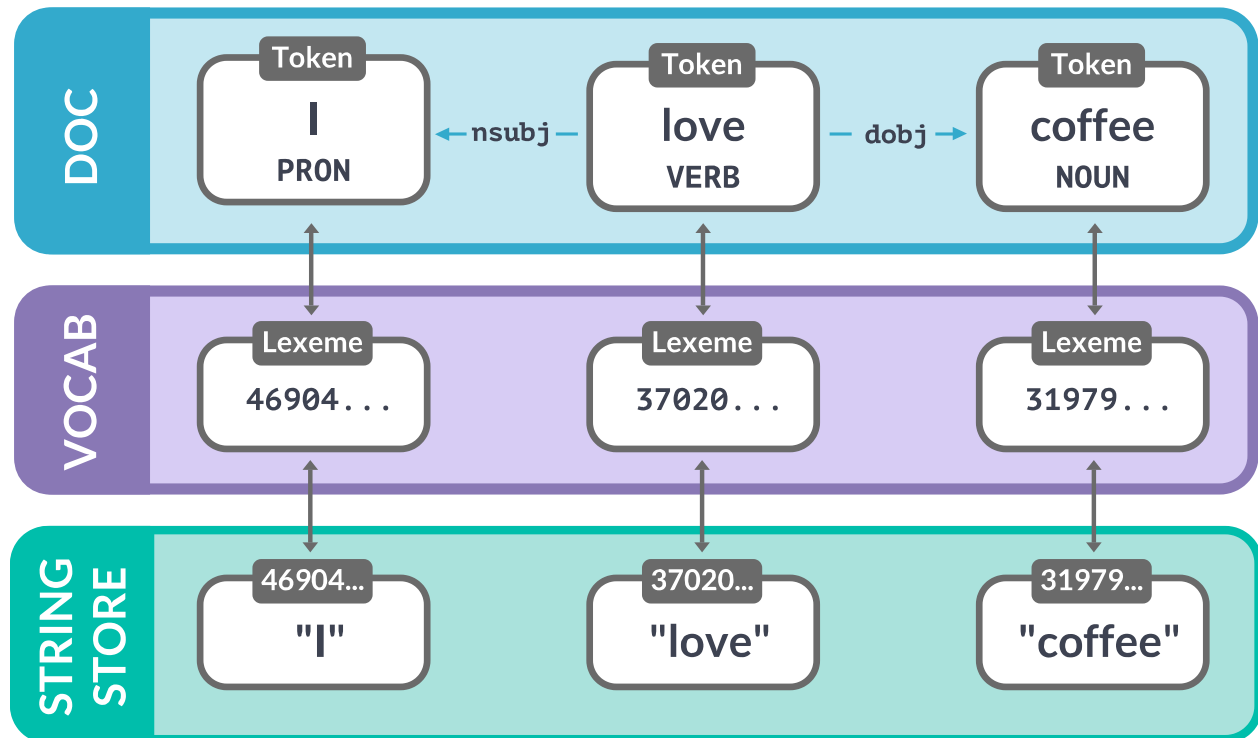 DOC
Token
Token
Token
I
love
coffee
nsubj
dobj
PRON
VERB
NOUN
VOCAB
Lexeme
Lexeme
Lexeme
46904...
37020...
31979...
STRING
STORE
46904...
37020...
31979...
"I"
"love"
"coffee"